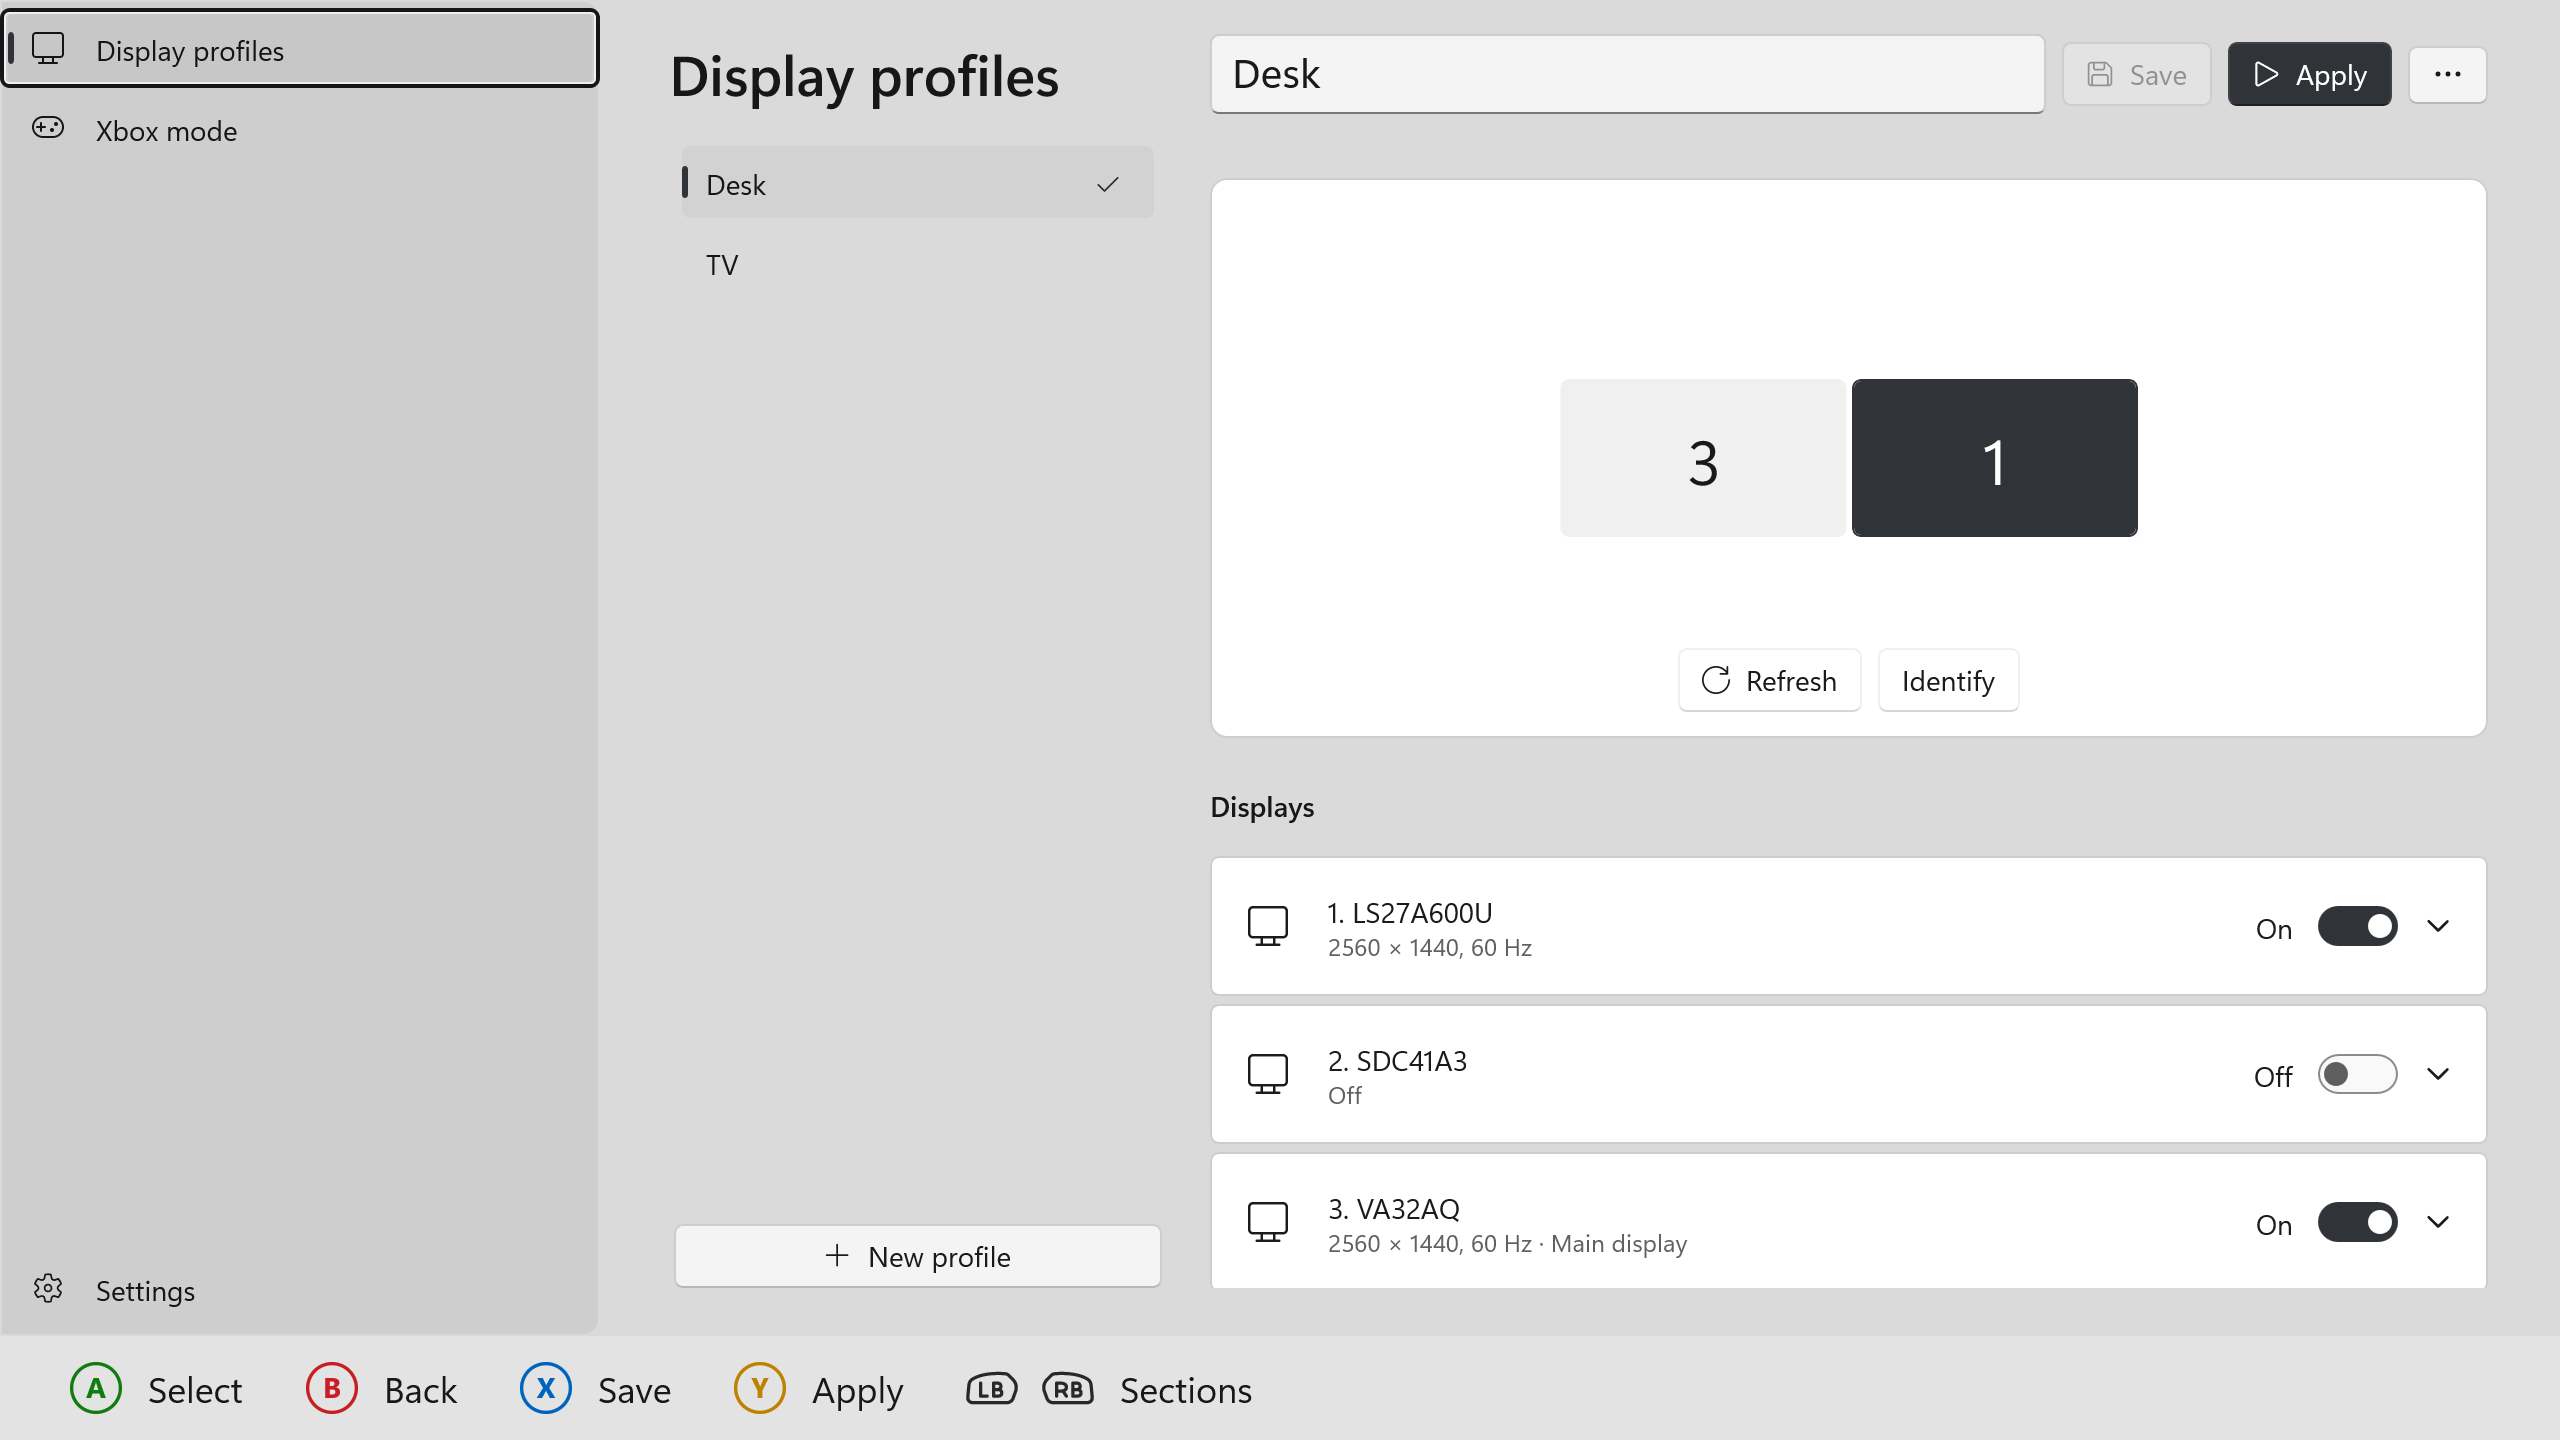 Display profiles
Xbox mode
Settings
Display profiles
Desk
TV
New profile
Desk
Save
Apply
3
1
Refresh
Identify
Displays
1. LS27A600U
2560 × 1440, 60 Hz
On
2. SDC41A3
Off
Off
3. VA32AQ
2560 × 1440, 60 Hz · Main display
On
A Select B Back X Save Y Apply LB RB Sections